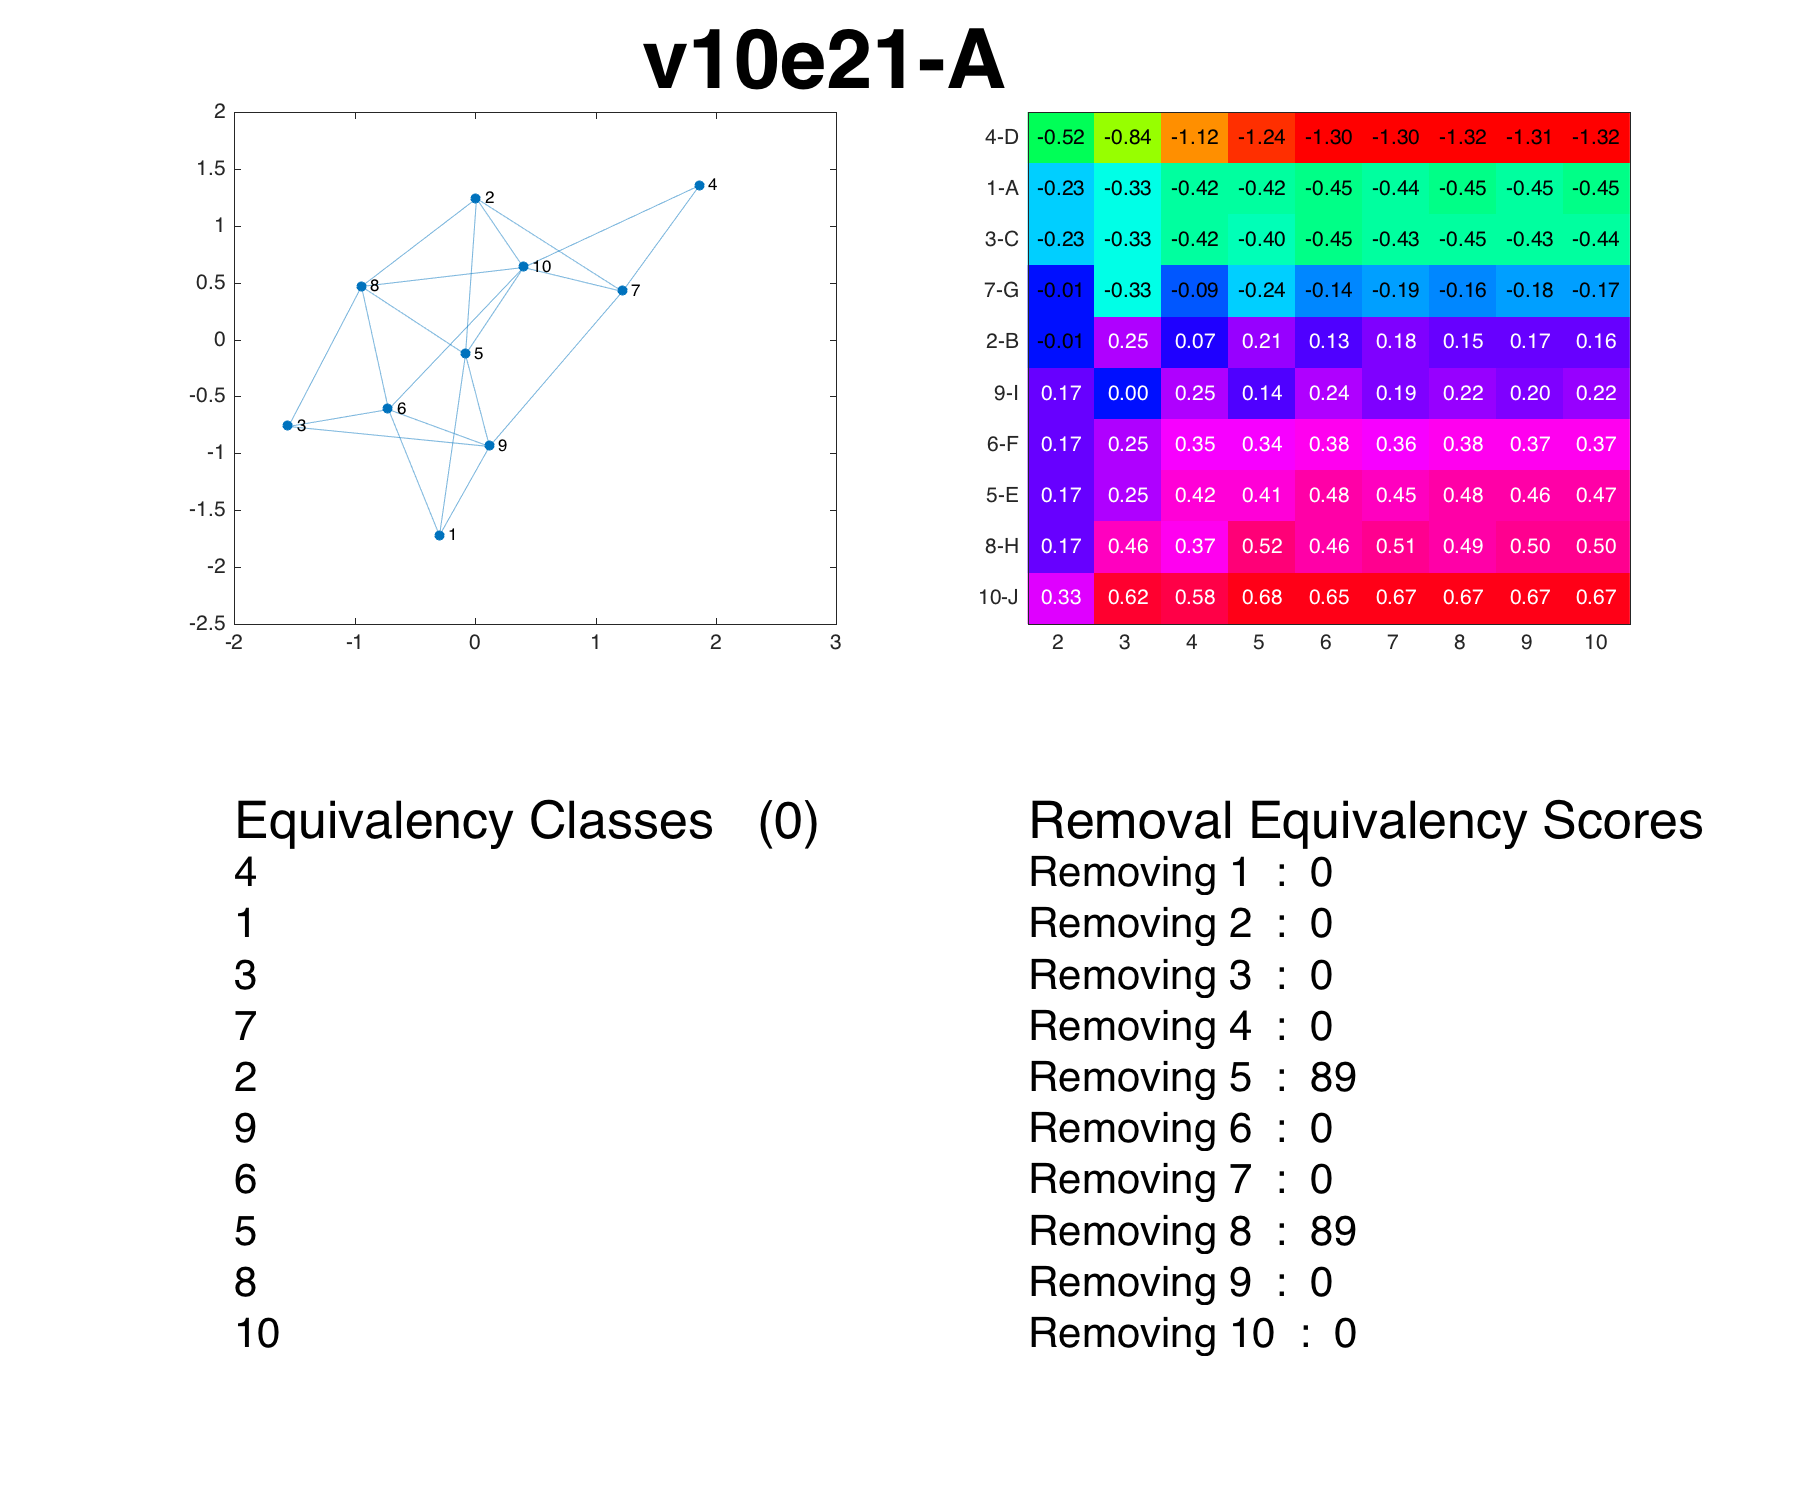 v10e21-A
2
1.5
1
0.5
0
-0.5
-1
-1.5
-2
-2.5
-2 -1 0 1 2 3
2
4
10
8
7
5
6
3
9
1
4-D -0.52 -0.84 -1.12 -1.24 -1.30 -1.30 -1.32 -1.31 -1.32
1-A -0.23 -0.33 -0.42 -0.42 -0.45 -0.44 -0.45 -0.45 -0.45
3-C -0.23 -0.33 -0.42 -0.40 -0.45 -0.43 -0.45 -0.43 -0.44
7-G -0.01 -0.33 -0.09 -0.24 -0.14 -0.19 -0.16 -0.18 -0.17
2-B -0.01 0.25 0.07 0.21 0.13 0.18 0.15 0.17 0.16
9-I 0.17 0.00 0.25 0.14 0.24 0.19 0.22 0.20 0.22
6-F 0.17 0.25 0.35 0.34 0.38 0.36 0.38 0.37 0.37
5-E 0.17 0.25 0.42 0.41 0.48 0.45 0.48 0.46 0.47
8-H 0.17 0.46 0.37 0.52 0.46 0.51 0.49 0.50 0.50
10-J 0.33 0.62 0.58 0.68 0.65 0.67 0.67 0.67 0.67
2 3 4 5 6 7 8 9 10
Equivalency Classes (0)
4
1
3
7
2
9
6
5
8
10
Removal Equivalency Scores
Removing 1 : 0
Removing 2 : 0
Removing 3 : 0
Removing 4 : 0
Removing 5 : 89
Removing 6 : 0
Removing 7 : 0
Removing 8 : 89
Removing 9 : 0
Removing 10 : 0